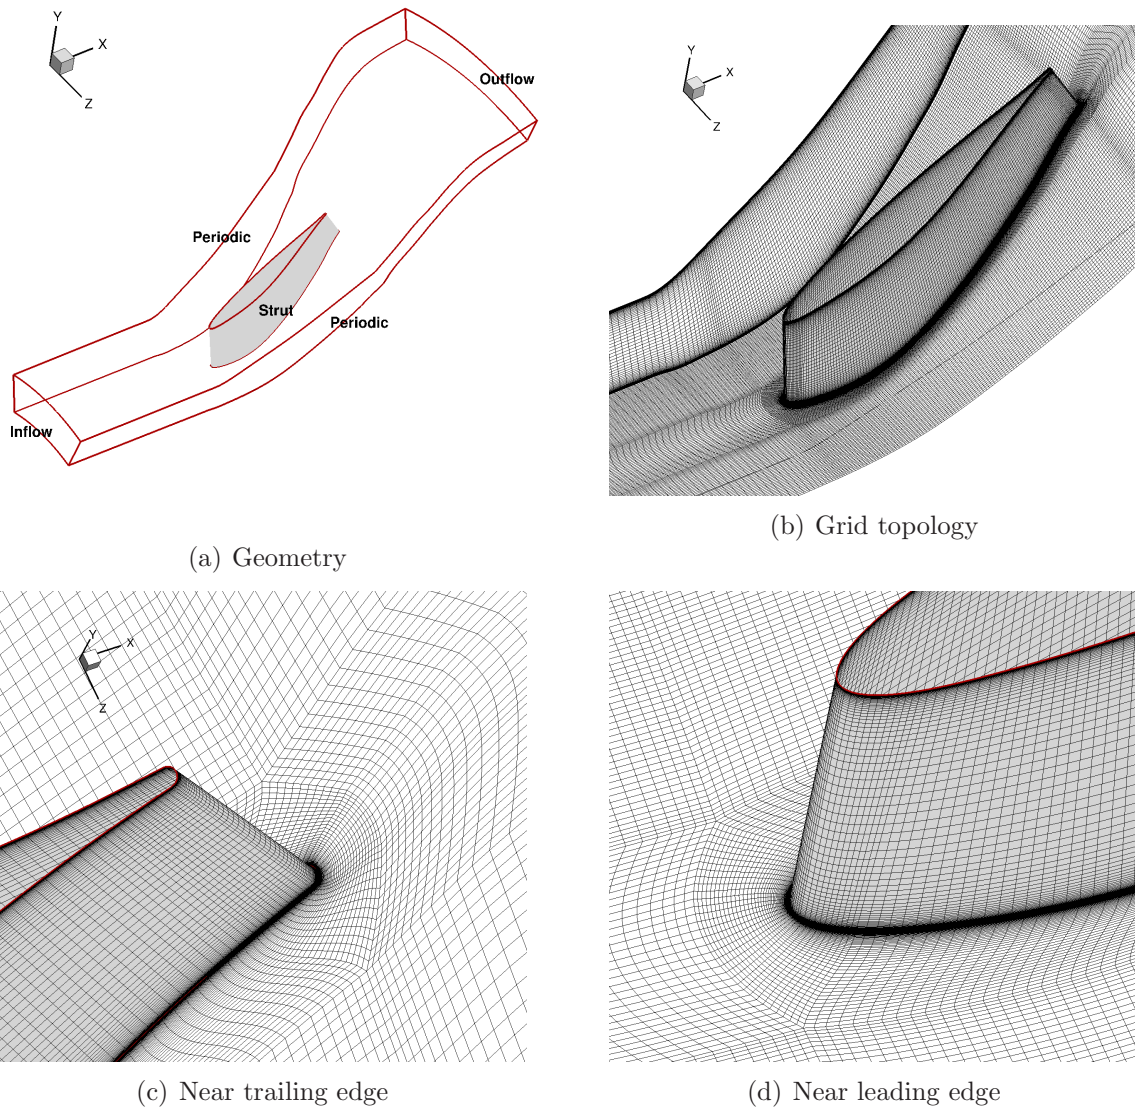 Y
X
Z
Outflow
Periodic
Strut
Periodic
Inflow
(a) Geometry
Y
X
Z
(b) Grid topology
Y
X
Z
(c) Near trailing edge
(d) Near leading edge